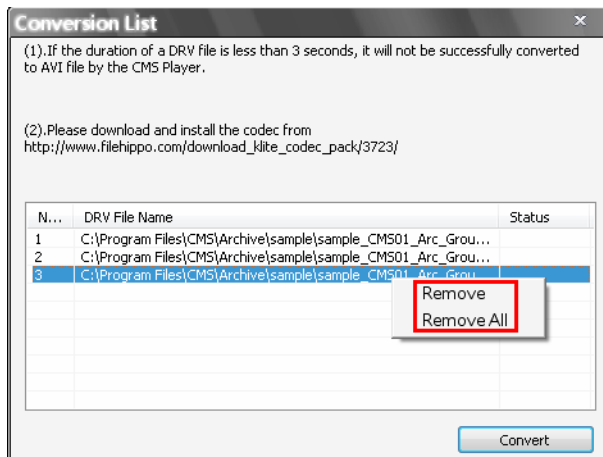 Conversion List
(1).If the duration of a DRV file is less than 3 seconds, it will not be successfully converted
to AVI file by the CMS Player.
(2).Please download and install the codec from
http://www.filehippo.com/download_klite_codec_pack/3723/
N... DRV File Name Status
1 C:\Program Files\CMS\Archive\sample\sample_CMS01_Arc_Grou...
2 C:\Program Files\CMS\Archive\sample\sample_CMS01_Arc_Grou...
3 C:\Program Files\CMS\Archive\sample\sample_CMS01_Arc_Grou
Remove
Remove All
Convert